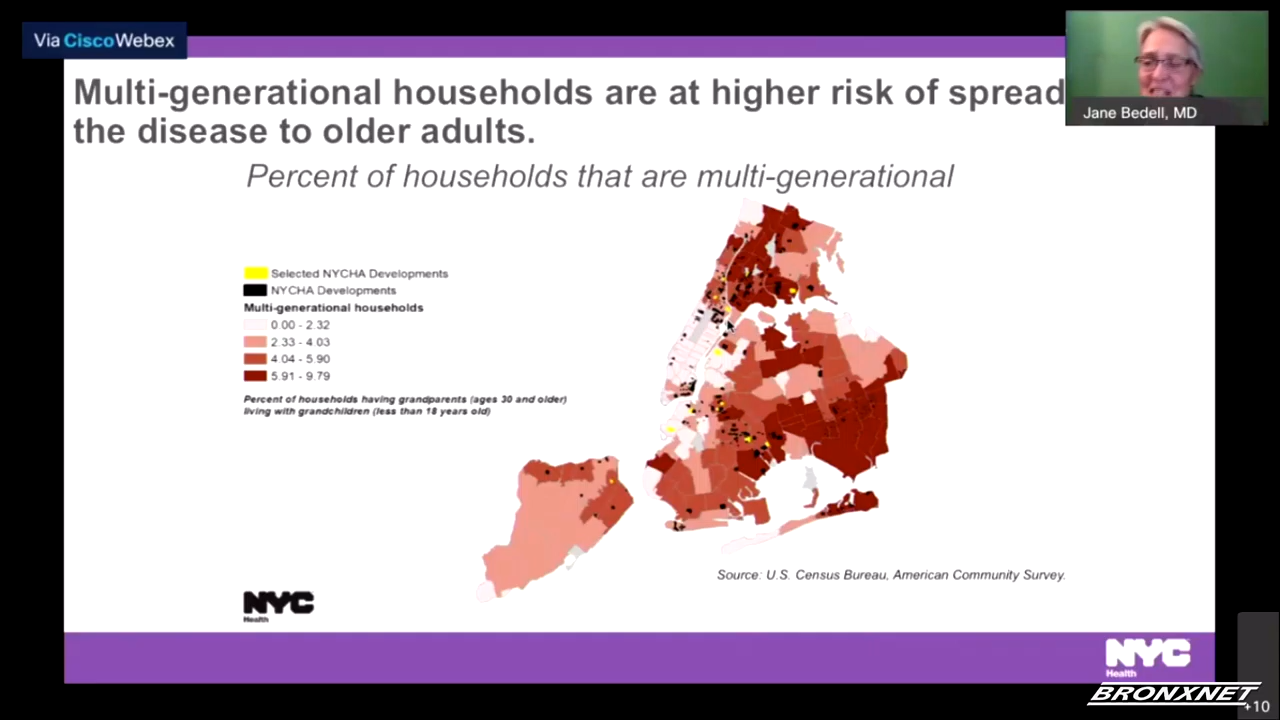 Via Cisco Webex
Multi-generational households are at higher risk of spread
the disease to older adults.
Jane Bedell, MD
Percent of households that are multi-generational
Selected NYCHA Developments
NYCHA Developments
Multi-generational households
0.00 - 2.32
2.33 - 4.03
4.04 - 5.90
5.91 - 9.79
Percent of households having grandparents (ages 30 and older)
living with grandchildren (less than 18 years old)
Source: U.S. Census Bureau, American Community Survey.
NYC
Health
NYC
Health
BRONXNET
+10